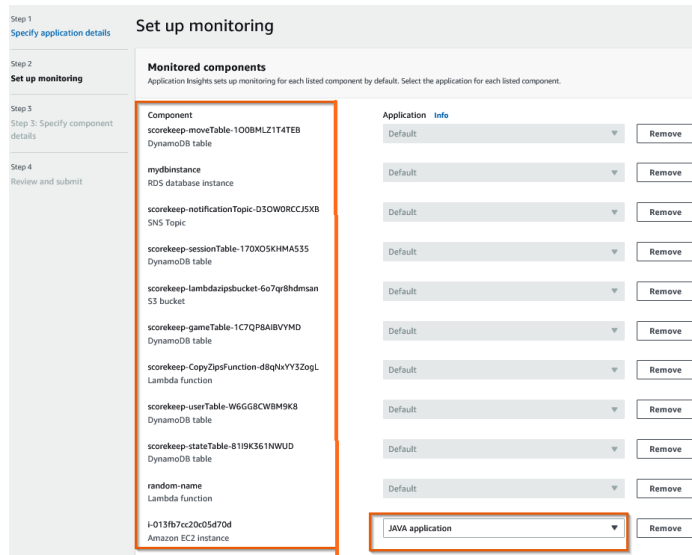 Step 1
Specify application details
Step 2
Set up monitoring
Step 3
Step 3: Specify component
details
Step 4
Review and submit
Set up monitoring
Monitored components
Application Insights sets up monitoring for each listed component by default. Select the application for each listed component.
Component
Application Info
scorekeep-moveTable-1O0BMLZ1T4TEB
DynamoDB table
Default
Remove
mydbinstance
RDS database instance
Default
Remove
scorekeep-notificationTopic-D3OW0RCCJ5XB
SNS Topic
Default
Remove
scorekeep-sessionTable-170XO5KHMA535
DynamoDB table
Default
Remove
scorekeep-lambdazipsbucket-6o7qr8hdmsan
S3 bucket
Default
Remove
scorekeep-gameTable-1C7QP8AIBVYMD
DynamoDB table
Default
Remove
scorekeep-CopyZipsFunction-d8qNxYY3ZogL
Lambda function
Default
Remove
scorekeep-userTable-W6GG8CWBM9K8
DynamoDB table
Default
Remove
scorekeep-stateTable-81I9K361NWUD
DynamoDB table
Default
Remove
random-name
Lambda function
Default
Remove
i-013fb7cc20c05d70d
Amazon EC2 instance
JAVA application
Remove